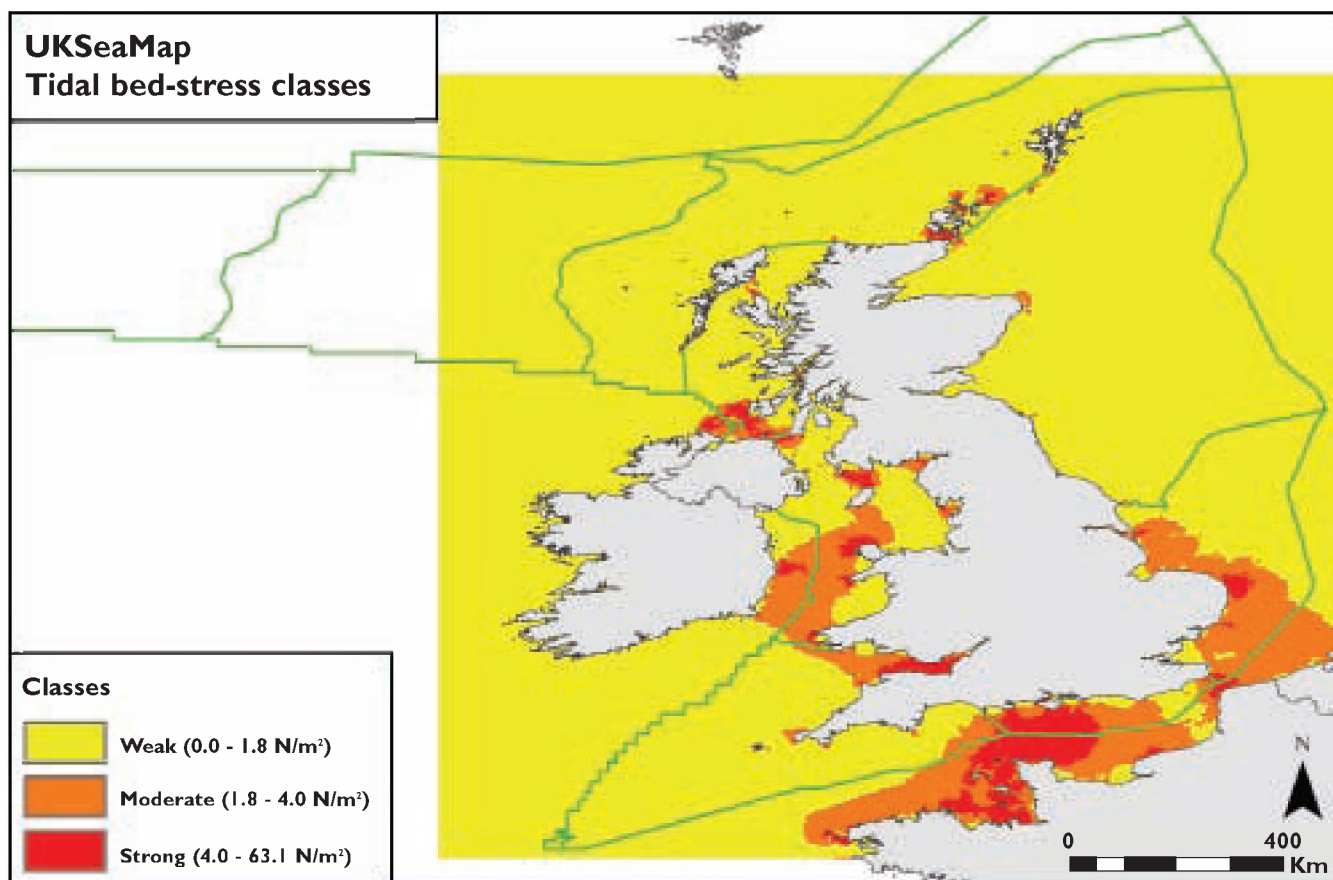 UKSeaMap
Tidal bed-stress classes
Classes
Weak (0.0 - 1.8 N/m²)
Moderate (1.8 - 4.0 N/m²)
Strong (4.0 - 63.1 N/m²)
N
0 400
Km